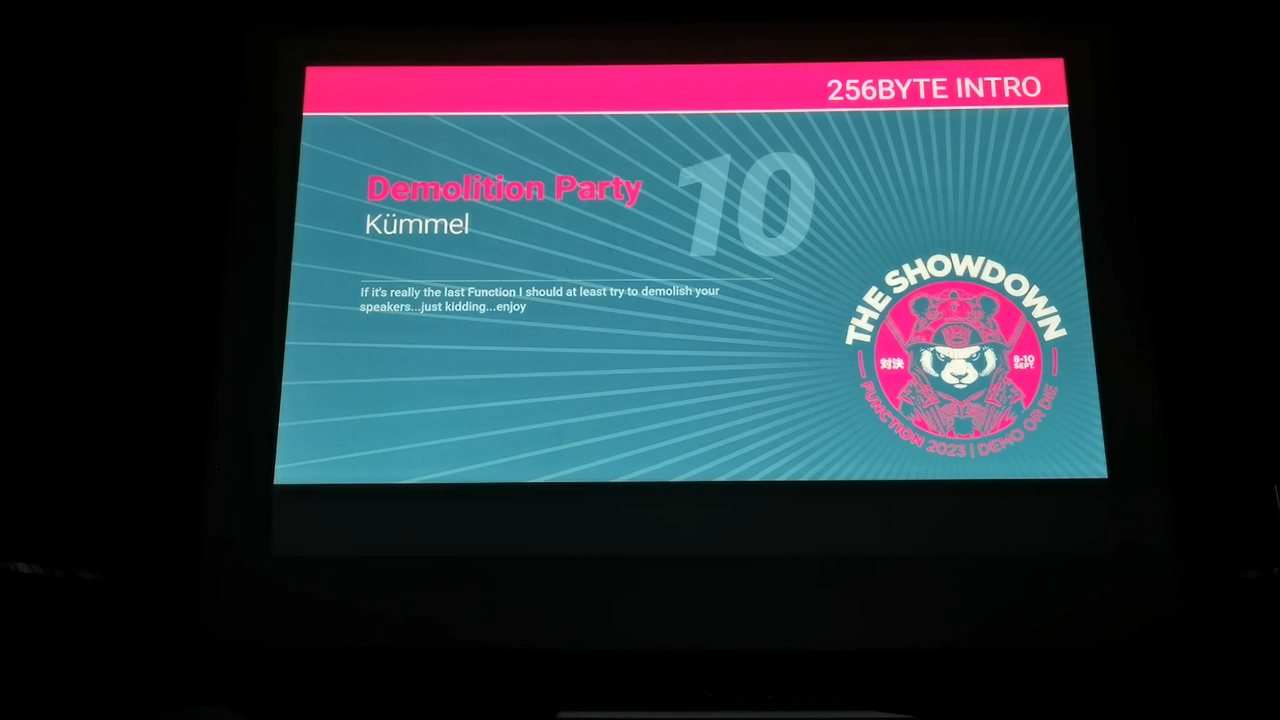 256BYTE INTRO
10
Demolition Party
Kümmel
If it's really the last Function I should at least try to demolish your
speakers...just kidding...enjoy
THE SHOWDOWN
対決
8-10
SEPT.
FUNCTION 2023 | DEMO OR DIE